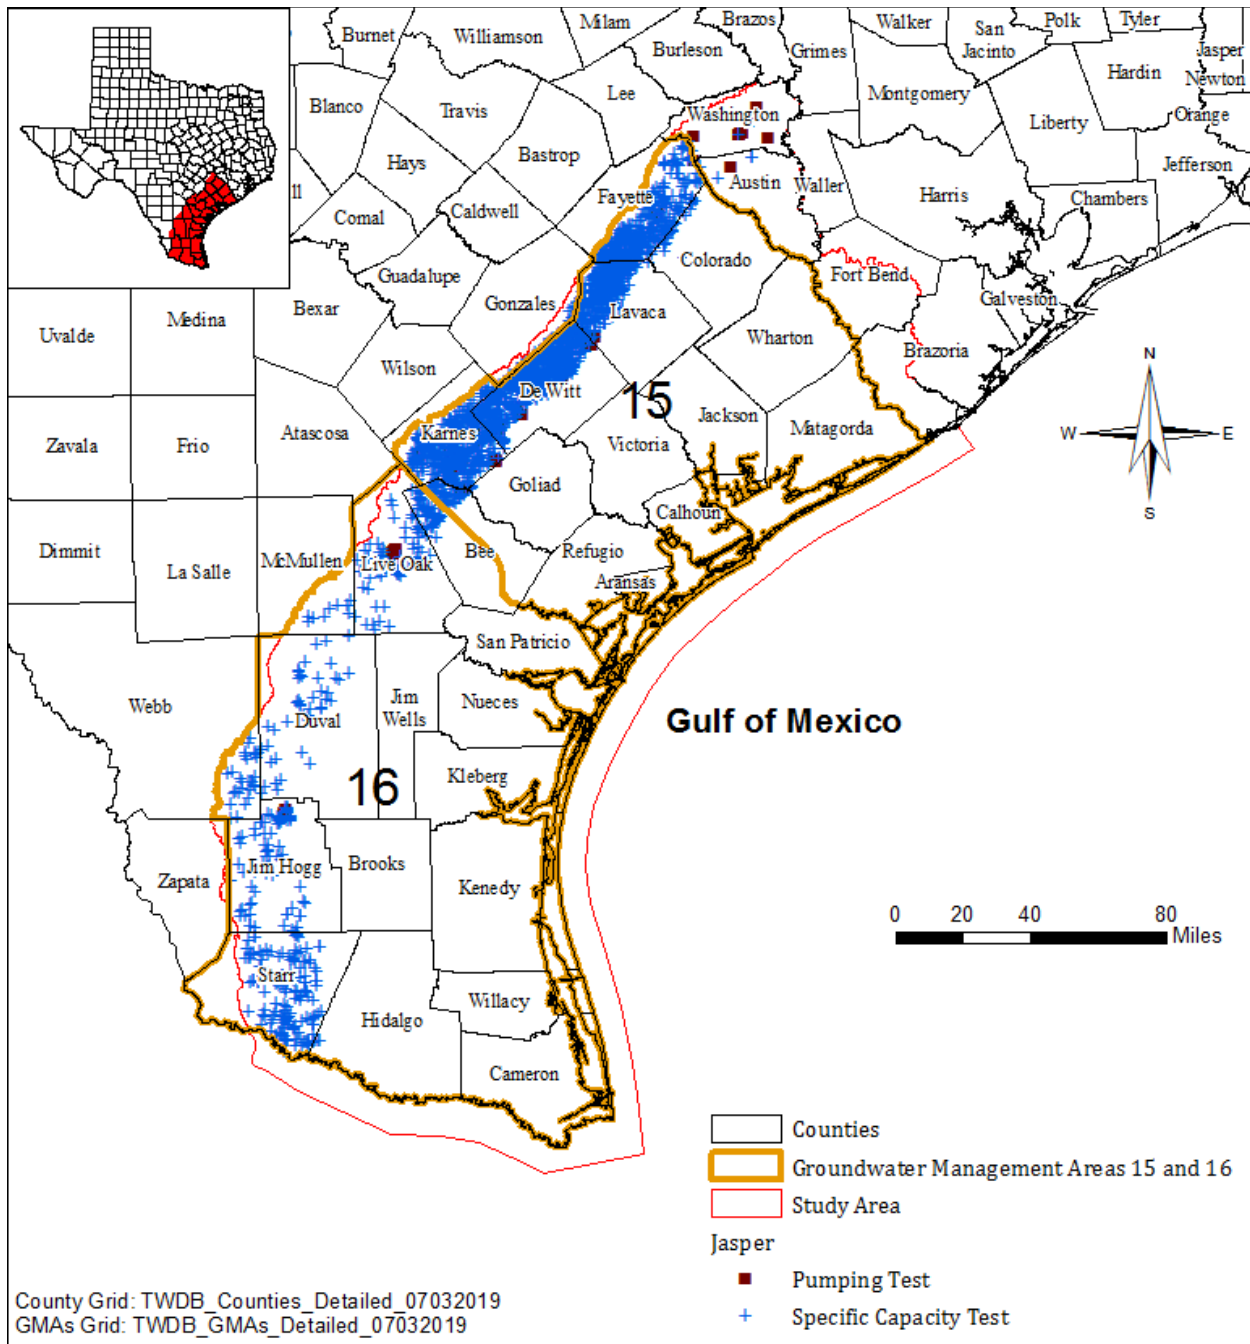 Burnet
Williamson
Milam
Brazos
Walker
San
Jacinto
Polk
Tyler
Jasper
Newton
Burleson
Grimes
Hardin
Blanco
Travis
Lee
Washington
Montgomery
Liberty
Orange
Hays
Bastrop
Jefferson
ll
Comal
Caldwell
Fayette
Austin
Waller
Harris
Chambers
Guadalupe
Colorado
Fort Bend
Galveston
Medina
Bexar
Gonzales
Lavaca
Uvalde
Wilson
Wharton
Brazoria
De Witt
15
Jackson
Zavala
Frio
Atascosa
Karnes
Victoria
Matagorda
N
W
E
S
Goliad
Calhoun
Dimmit
La Salle
McMullen
Live Oak
Bee
Refugio
Aransas
San Patricio
Webb
Duval
Jim
Wells
Nueces
Gulf of Mexico
16
Kleberg
Zapata
Jim Hogg
Brooks
Kenedy
0 20 40 80
Miles
Starr
Hidalgo
Willacy
Cameron
Counties
Groundwater Management Areas 15 and 16
Study Area
Jasper
Pumping Test
Specific Capacity Test
County Grid: TWDB_Counties_Detailed_07032019
GMAs Grid: TWDB_GMAs_Detailed_07032019